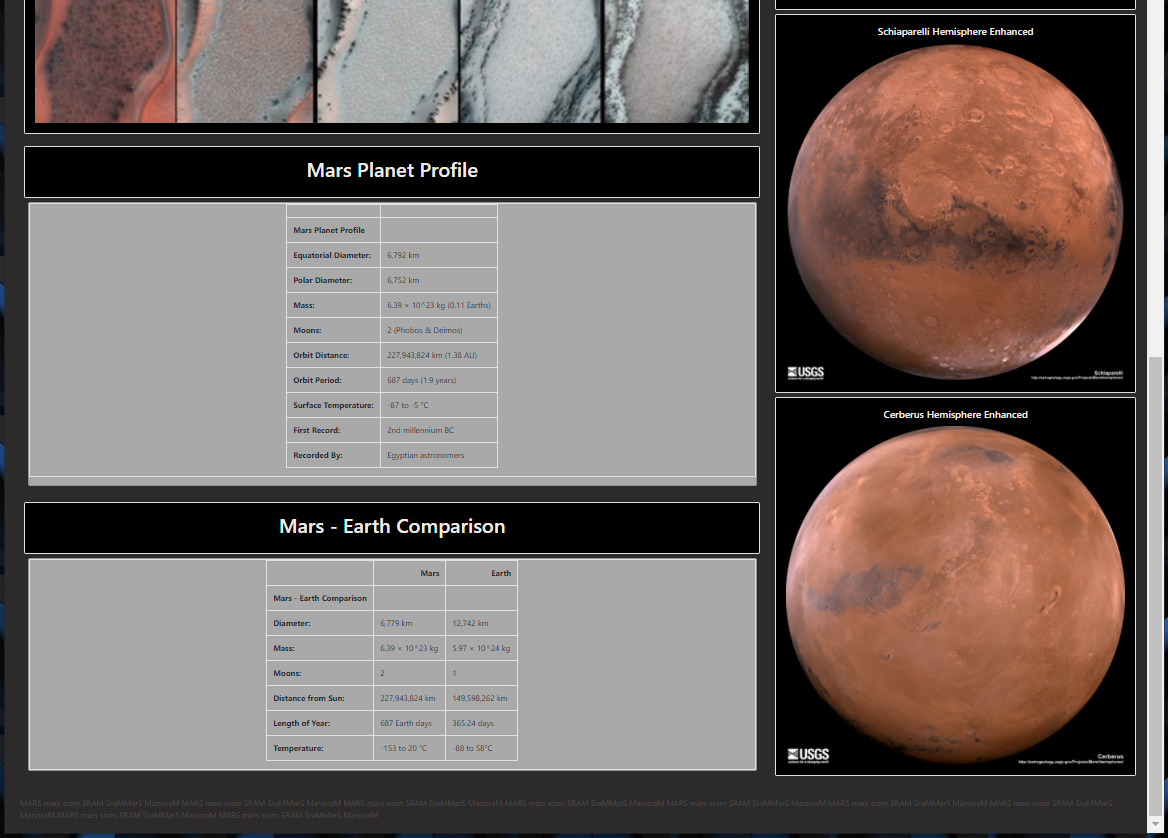 Mars Planet Profile
Mars Planet Profile
Equatorial Diameter: 6,792 km
Polar Diameter: 6,752 km
Mass: 6.39 × 10^23 kg (0.11 Earths)
Moons: 2 (Phobos & Deimos)
Orbit Distance: 227,943,824 km (1.38 AU)
Orbit Period: 687 days (1.9 years)
Surface Temperature: -87 to -5 °C
First Record: 2nd millennium BC
Recorded By: Egyptian astronomers
Mars - Earth Comparison
Mars Earth
Mars - Earth Comparison
Diameter: 6,779 km 12,742 km
Mass: 6.39 × 10^23 kg 5.97 × 10^24 kg
Moons: 2 1
Distance from Sun: 227,943,824 km 149,598,262 km
Length of Year: 687 Earth days 365.24 days
Temperature: -153 to 20 °C -88 to 58°C
Schiaparelli Hemisphere Enhanced
USGS
science for a changing world
Schiaparelli
Cerberus Hemisphere Enhanced
USGS
science for a changing world
Cerberus
MARS mars sram SRAM SraMMarS MarssraM MARS mars sram SRAM SraMMarS MarssraM MARS mars sram SRAM SraMMarS MarssraM MARS mars sram SRAM SraMMarS MarssraM MARS mars sram SRAM SraMMarS MarssraM MARS mars sram SRAM SraMMarS MarssraM MARS mars sram SRAM SraMMarS
MarssraM MARS mars sram SRAM SraMMarS MarssraM MARS mars sram SRAM SraMMarS MarssraM